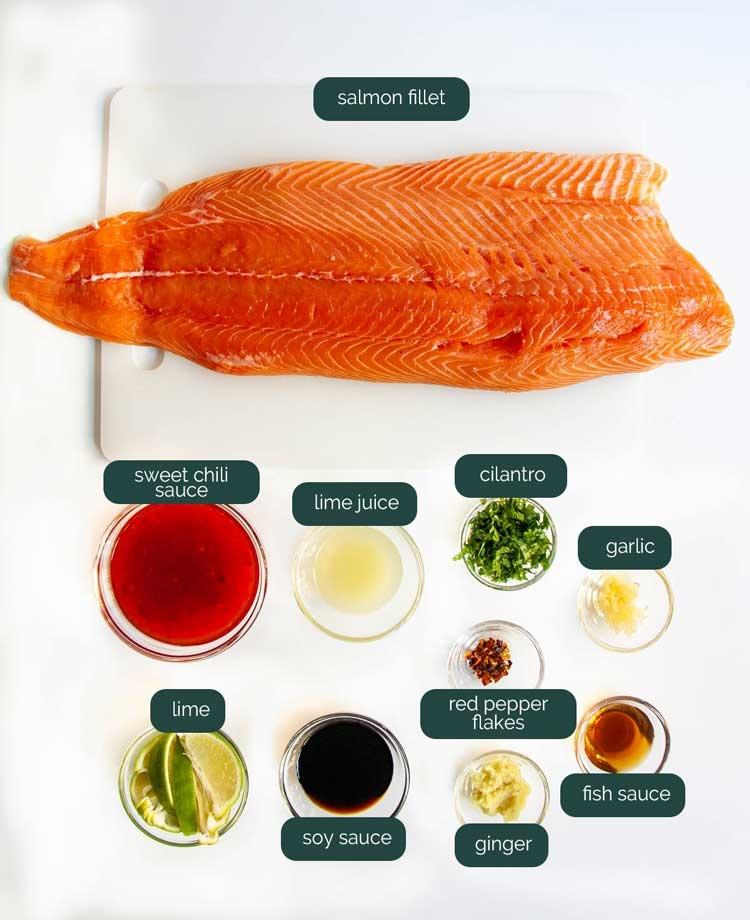 salmon fillet
sweet chili
sauce
lime juice
cilantro
garlic
lime
soy sauce
red pepper
flakes
ginger
fish sauce